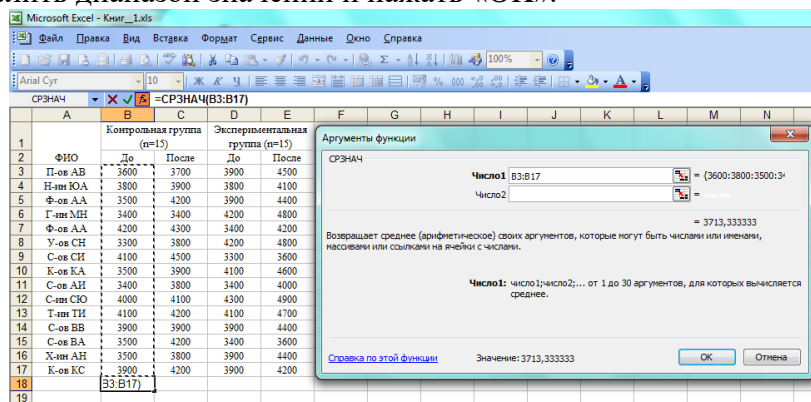 лить диапазон значений и нажать «ОК».
Microsoft Excel - Книг__1.xls
Файл Правка Вид Вставка Формат Сервис Данные Окно Справка
100%
Arial Cyr 10 Ж К Ч % 000
СРЗНАЧ =СРЗНАЧ(B3:B17)
A B C D E F G H I J K L M N
1 Контрольная группа (n=15) Экспериментальная группа (n=15)
2 ФИО До После До После
3 П-ов АВ 3600 3700 3900 4500
4 Н-ин ЮА 3800 3900 3800 4100
5 Ф-ов АА 3500 3900 4500 4400
6 Г-ин МН 3400 3400 4200 4800
7 Ф-ов АА 4200 4300 3400 4200
8 У-ов СН 3300 3800 4200 4800
9 С-ов СИ 4100 4500 3300 3600
10 К-ов КА 3500 3900 4100 4600
11 С-ов АИ 3400 3800 3400 4000
12 С-ин СЮ 4000 4100 4300 4900
13 Т-ин ТИ 4100 4200 4100 4700
14 С-ов ВВ 3900 3900 3900 4400
15 С-ов ВА 3500 4200 3400 3600
16 Х-ин АН 3500 3800 3900 4400
17 К-ов КС 3900 4200 3900 4200
18 B3:B17)
19
Аргументы функции
СРЗНАЧ
Число1 B3:B17 = {3600:3800:3500:34
Число2 =
= 3713,333333
Возвращает среднее (арифметическое) своих аргументов, которые могут быть числами или именами,
массивами или ссылками на ячейки с числами.
Число1: число1;число2;... от 1 до 30 аргументов, для которых вычисляется
среднее.
Справка по этой функции Значение:3713,333333 ОК Отмена